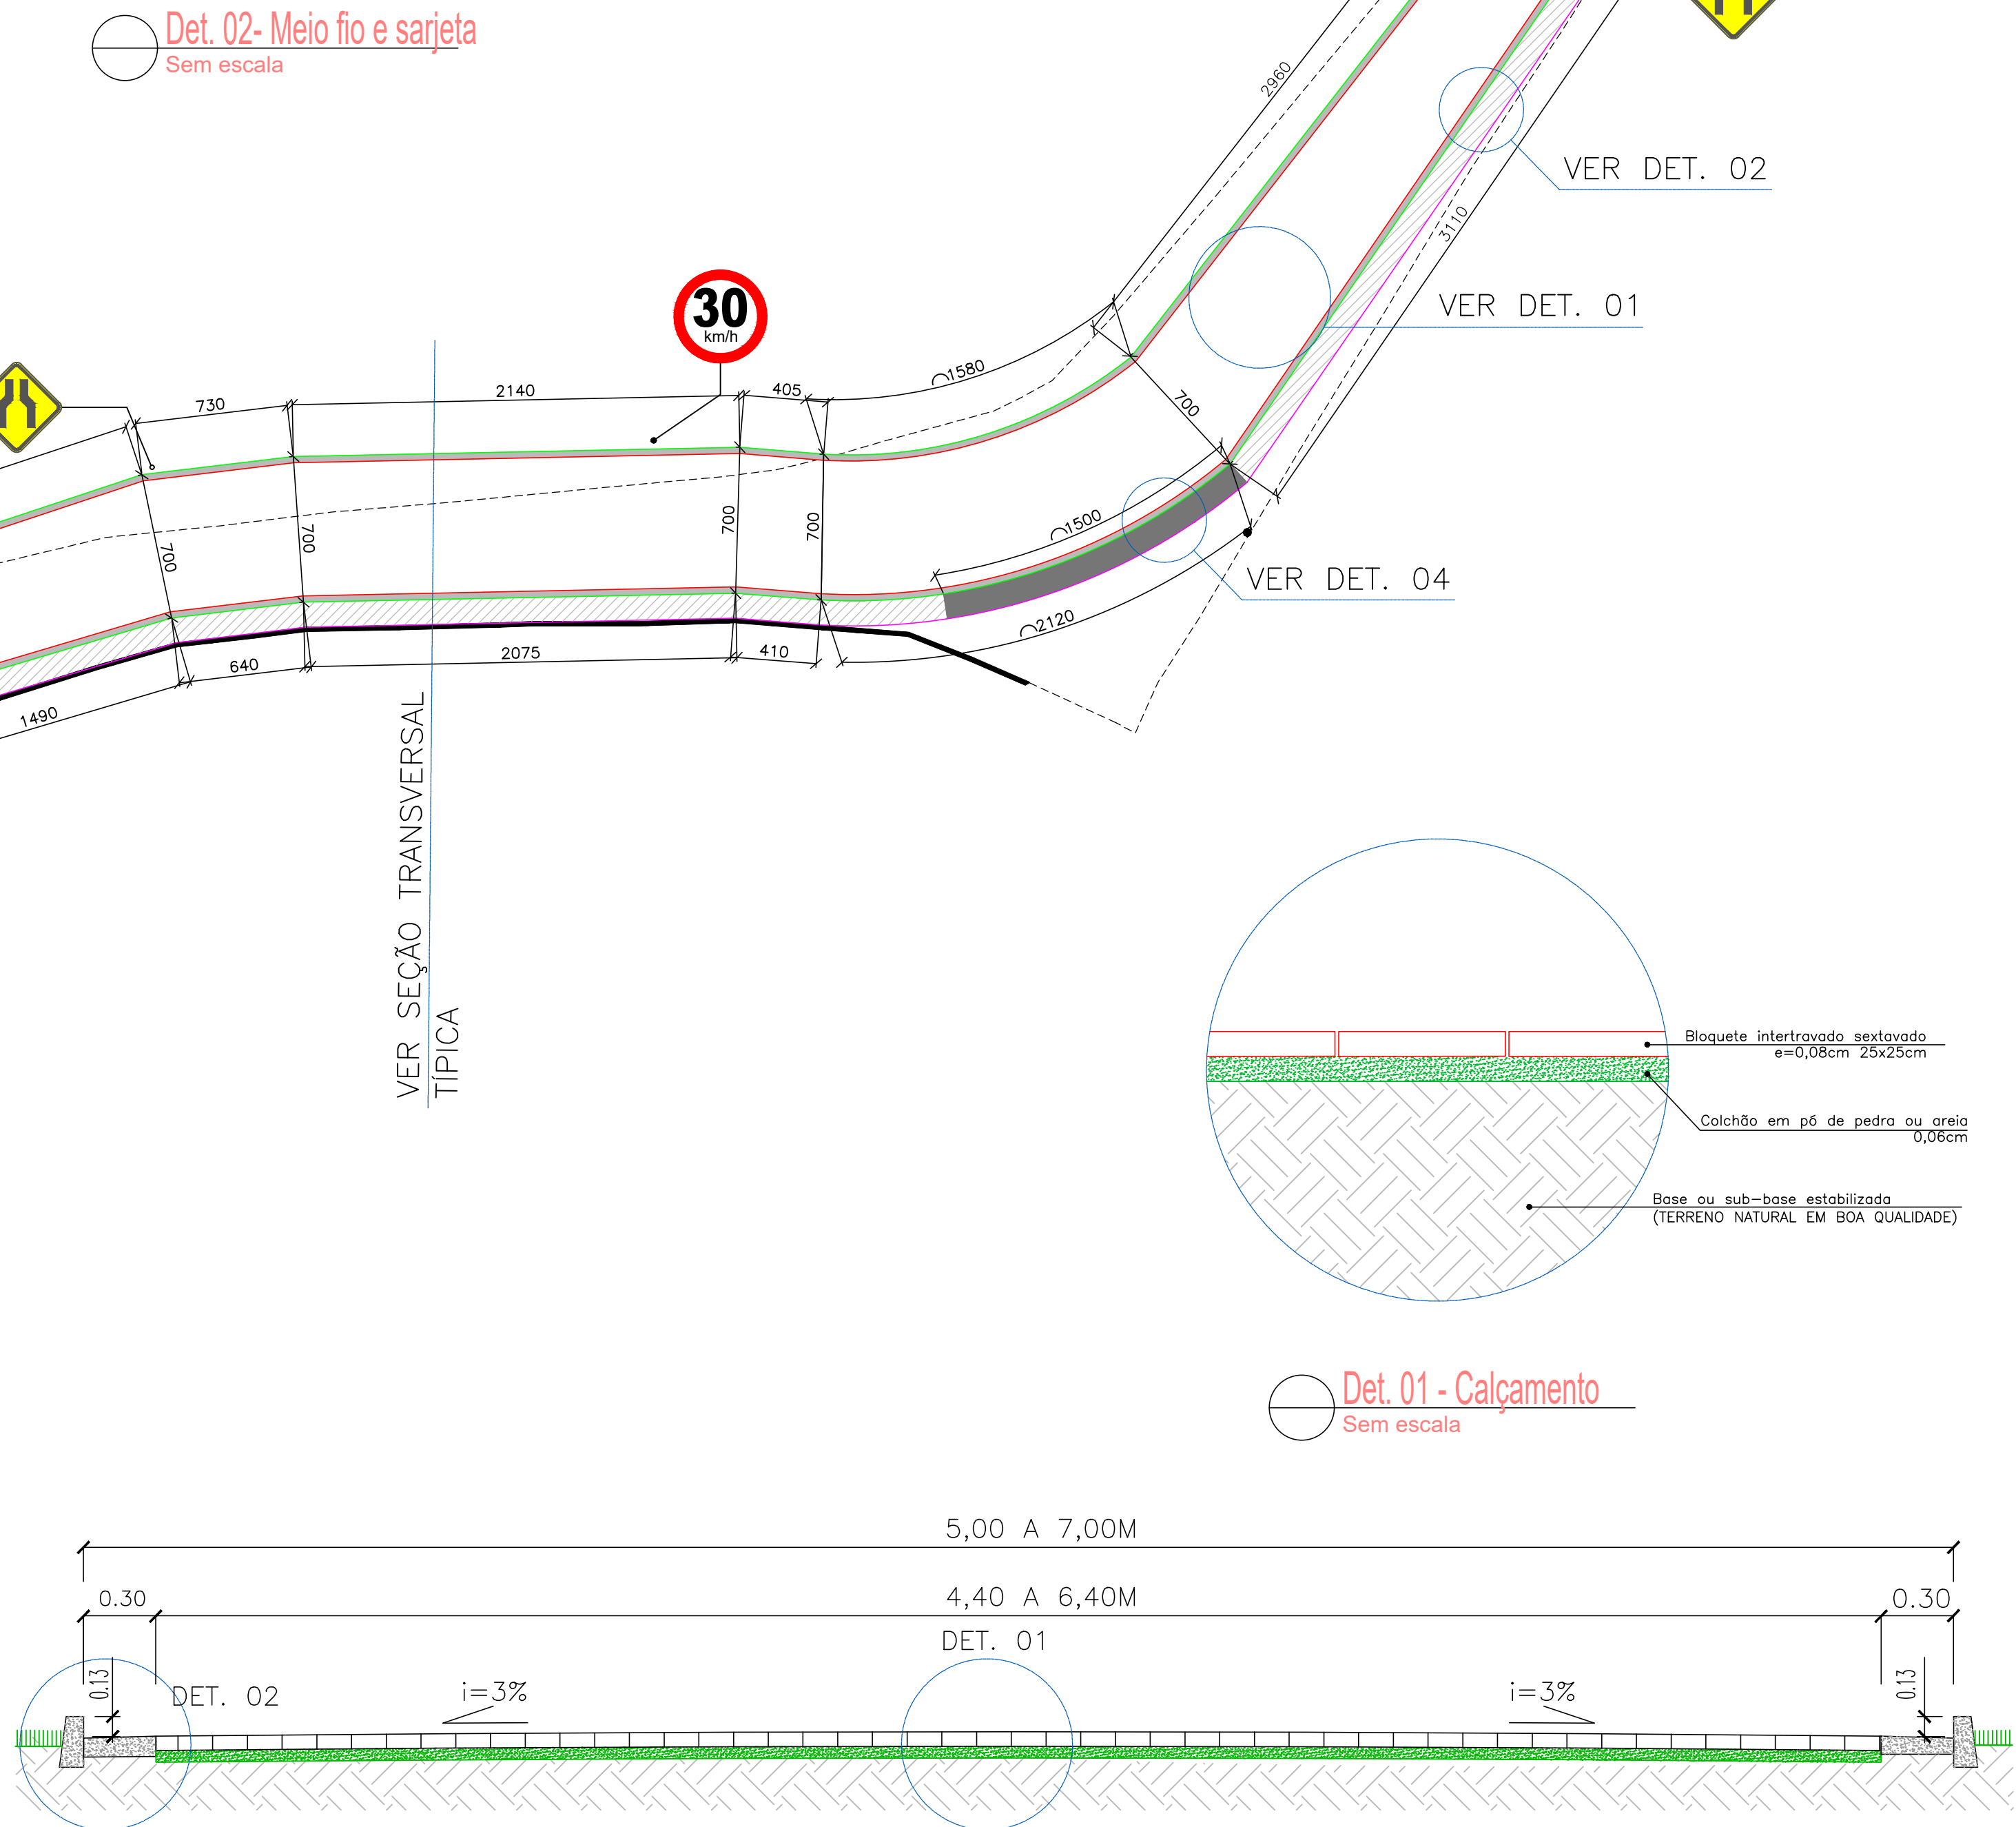 Det. 02- Meio fio e sarjeta
Sem escala
2960
VER DET. 02
3110
VER DET. 01
30
km/h
1580
405
2140
730
700
700
700
700
700
1500
VER DET. 04
2120
410
2075
640
1490
VER SEÇÃO TRANSVERSAL
TÍPICA
Bloquete intertravado sextavado
e=0,08cm 25x25cm
Colchão em pó de pedra ou areia
0,06cm
Base ou sub-base estabilizada
(TERRENO NATURAL EM BOA QUALIDADE)
Det. 01 - Calçamento
Sem escala
5,00 A 7,00M
0.30
4,40 A 6,40M
0.30
DET. 01
0.13
DET. 02
i=3%
i=3%
0.13